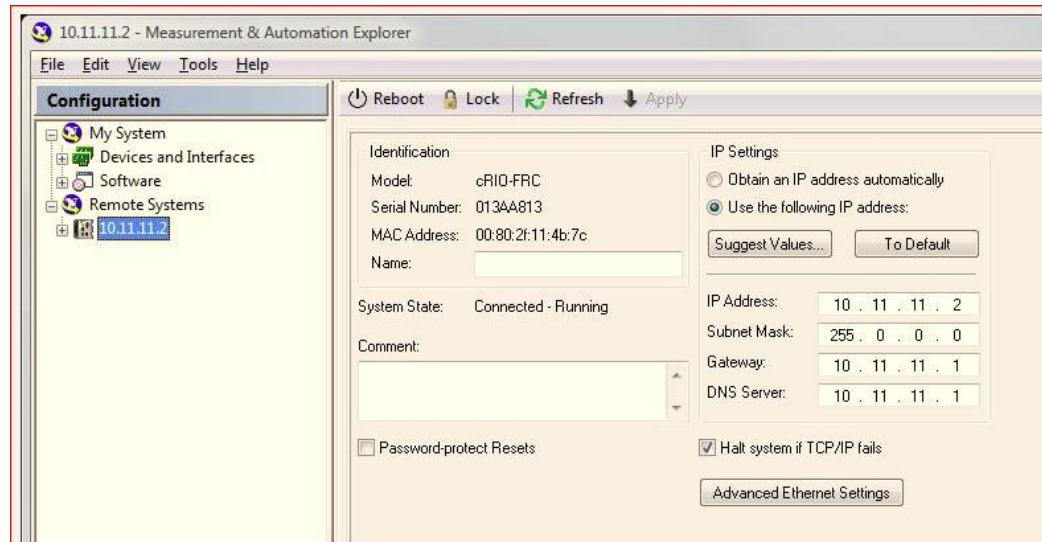 10.11.11.2 - Measurement & Automation Explorer
File Edit View Tools Help
Configuration
My System
Devices and Interfaces
Software
Remote Systems
10.11.11.2
Reboot Lock Refresh Apply
Identification
Model: cRIO-FRC
Serial Number: 013AA813
MAC Address: 00:80:2f:11:4b:7c
Name:
System State: Connected - Running
Comment:
Password-protect Resets
IP Settings
Obtain an IP address automatically
Use the following IP address:
Suggest Values... To Default
IP Address: 10 . 11 . 11 . 2
Subnet Mask: 255 . 0 . 0 . 0
Gateway: 10 . 11 . 11 . 1
DNS Server: 10 . 11 . 11 . 1
Halt system if TCP/IP fails
Advanced Ethernet Settings